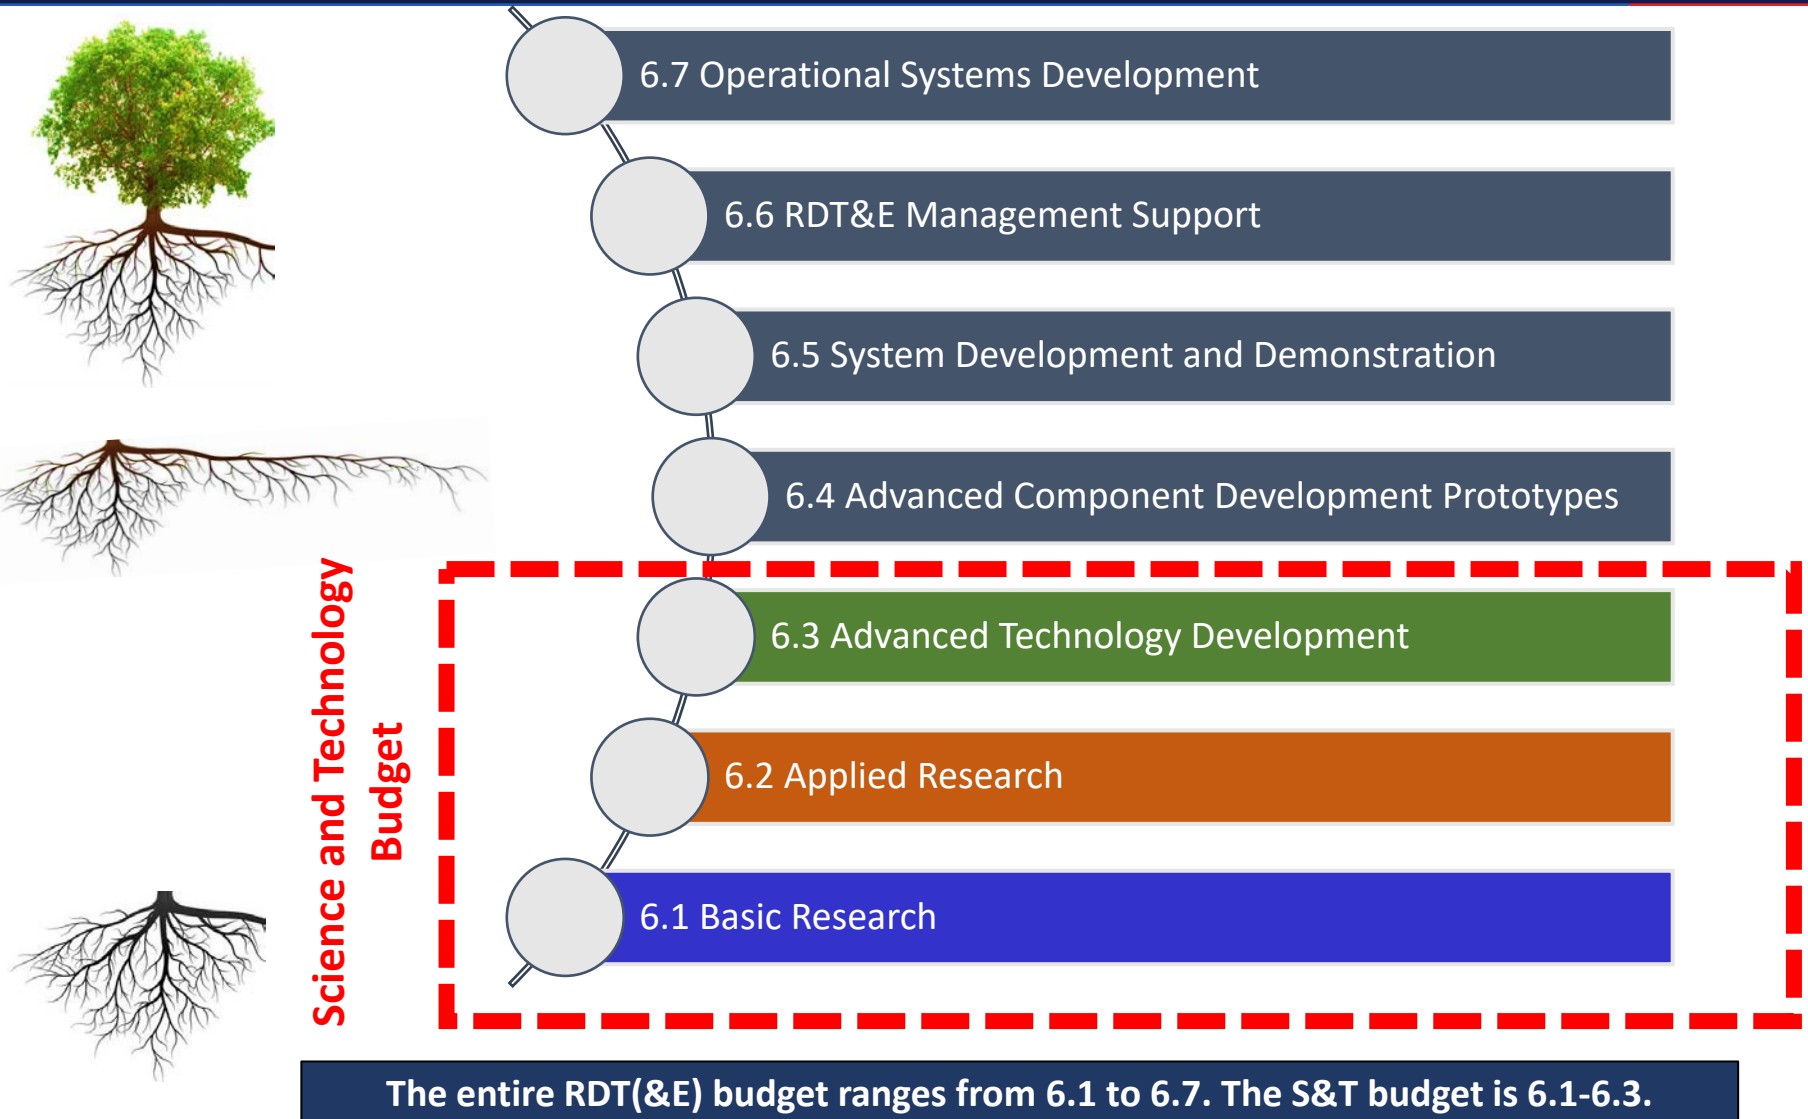 6.7 Operational Systems Development
6.6 RDT&E Management Support
6.5 System Development and Demonstration
6.4 Advanced Component Development Prototypes
Science and Technology
Budget
6.3 Advanced Technology Development
6.2 Applied Research
6.1 Basic Research
The entire RDT(&E) budget ranges from 6.1 to 6.7. The S&T budget is 6.1-6.3.